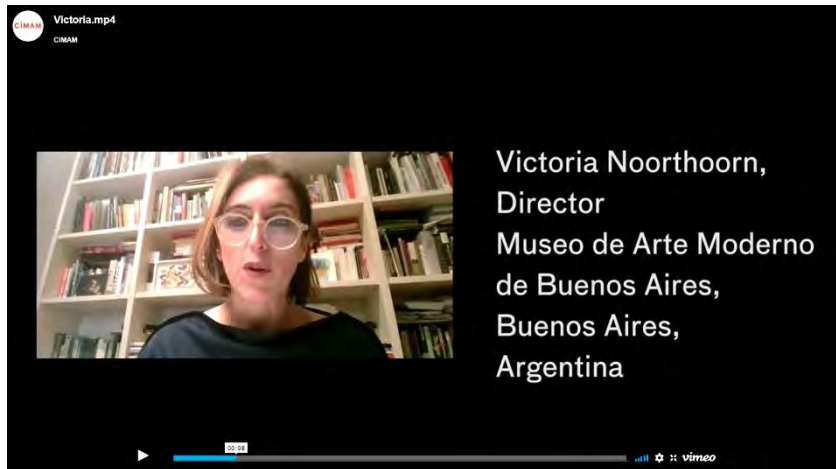 CIMAM
Victoria.mp4
CIMAM
Victoria Noorthoorn,
Director
Museo de Arte Moderno
de Buenos Aires,
Buenos Aires,
Argentina
00:08
vimeo